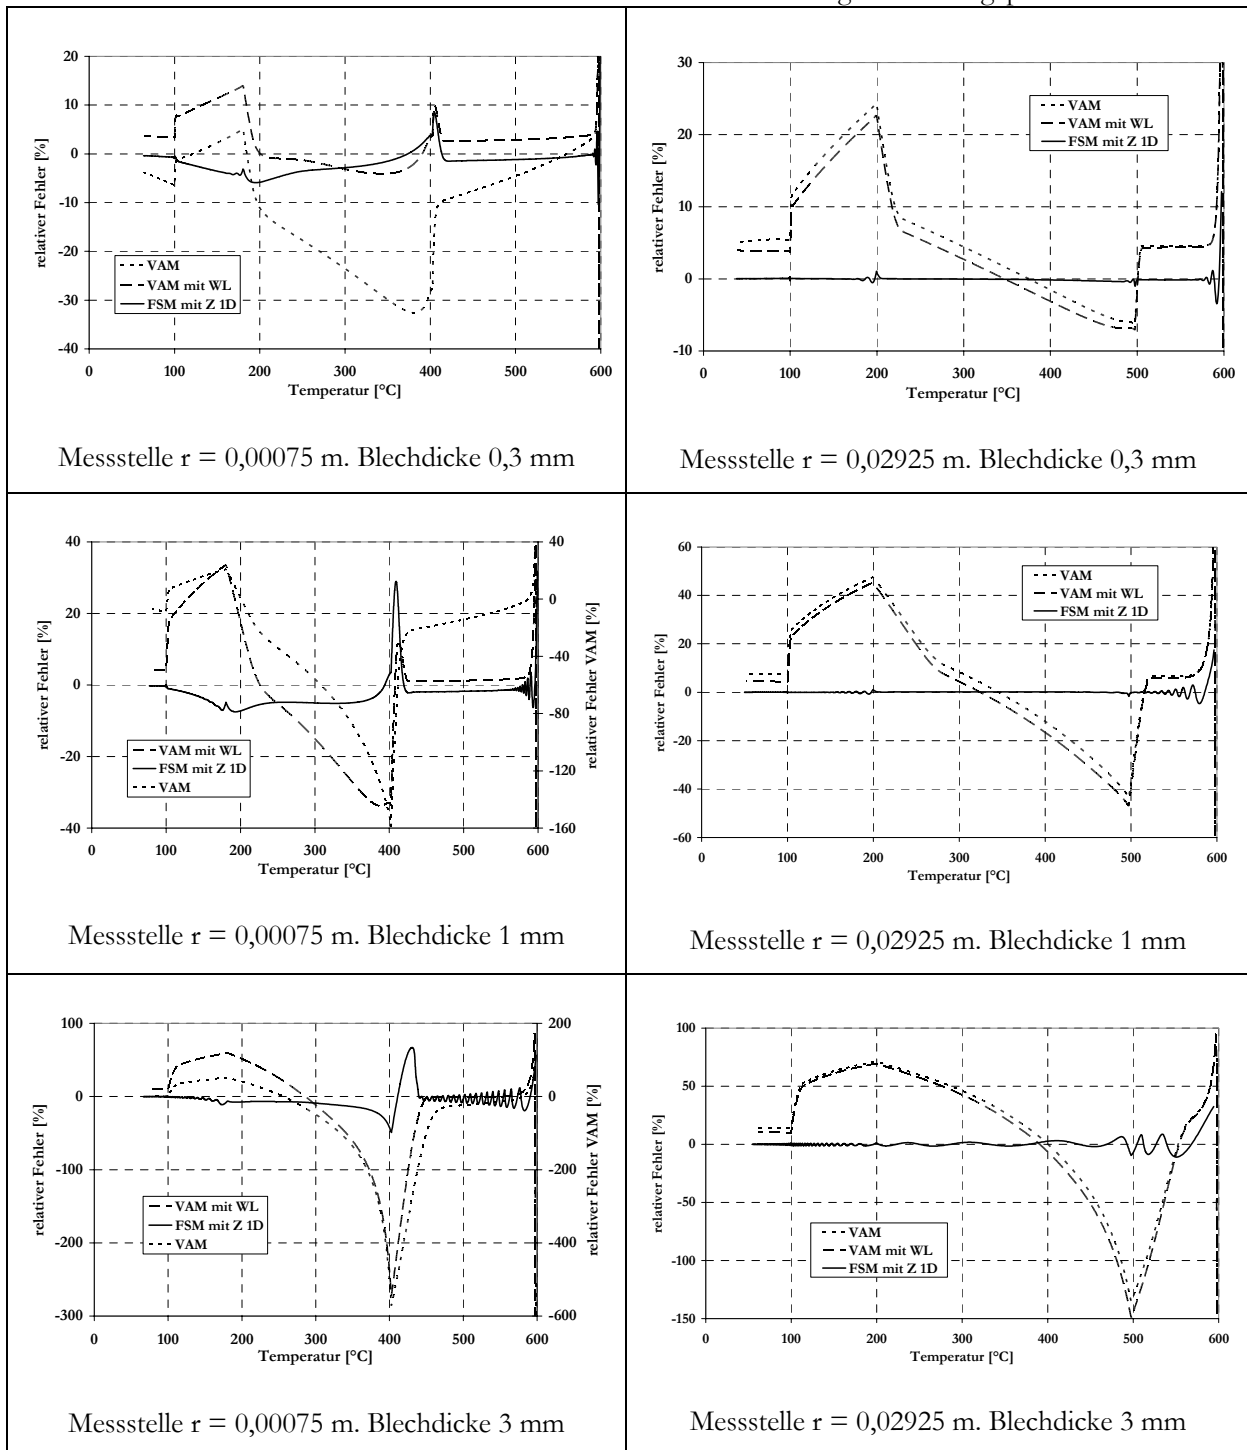 20
10
0
-10
-20
-30
-40
relativer Fehler [%]
VAM
VAM mit WL
FSM mit Z 1D
0 100 200 300 400 500 600
Temperatur [°C]
Messstelle r = 0,00075 m. Blechdicke 0,3 mm
30
20
10
0
-10
relativer Fehler [%]
VAM
VAM mit WL
FSM mit Z 1D
0 100 200 300 400 500 600
Temperatur [°C]
Messstelle r = 0,02925 m. Blechdicke 0,3 mm
40
20
0
-20
-40
relativer Fehler [%]
40
0
-40
-80
-120
-160
relativer Fehler VAM [%]
VAM mit WL
FSM mit Z 1D
VAM
0 100 200 300 400 500 600
Temperatur [°C]
Messstelle r = 0,00075 m. Blechdicke 1 mm
60
40
20
0
-20
-40
-60
relativer Fehler [%]
VAM
VAM mit WL
FSM mit Z 1D
0 100 200 300 400 500 600
Temperatur [°C]
Messstelle r = 0,02925 m. Blechdicke 1 mm
100
0
-100
-200
-300
relativer Fehler [%]
200
0
-200
-400
-600
relativer Fehler VAM [%]
VAM mit WL
FSM mit Z 1D
VAM
0 100 200 300 400 500 600
Temperatur [°C]
Messstelle r = 0,00075 m. Blechdicke 3 mm
100
50
0
-50
-100
-150
relativer Fehler [%]
VAM
VAM mit WL
FSM mit Z 1D
0 100 200 300 400 500 600
Temperatur [°C]
Messstelle r = 0,02925 m. Blechdicke 3 mm